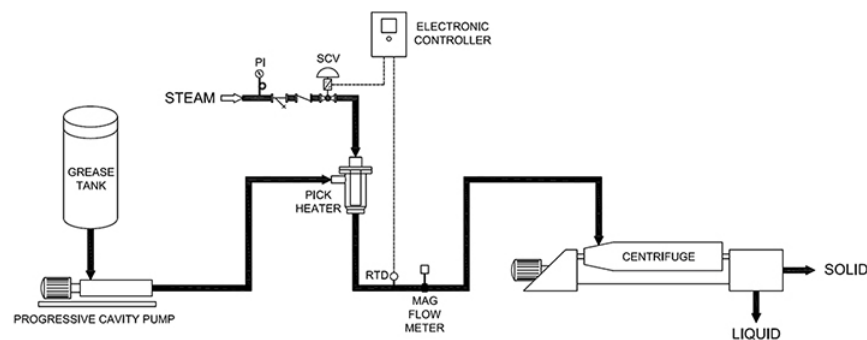 ELECTRONIC
CONTROLLER
PI
SCV
STEAM
GREASE
TANK
PICK
HEATER
CENTRIFUGE
RTD
SOLID
MAG
FLOW
METER
PROGRESSIVE CAVITY PUMP
LIQUID